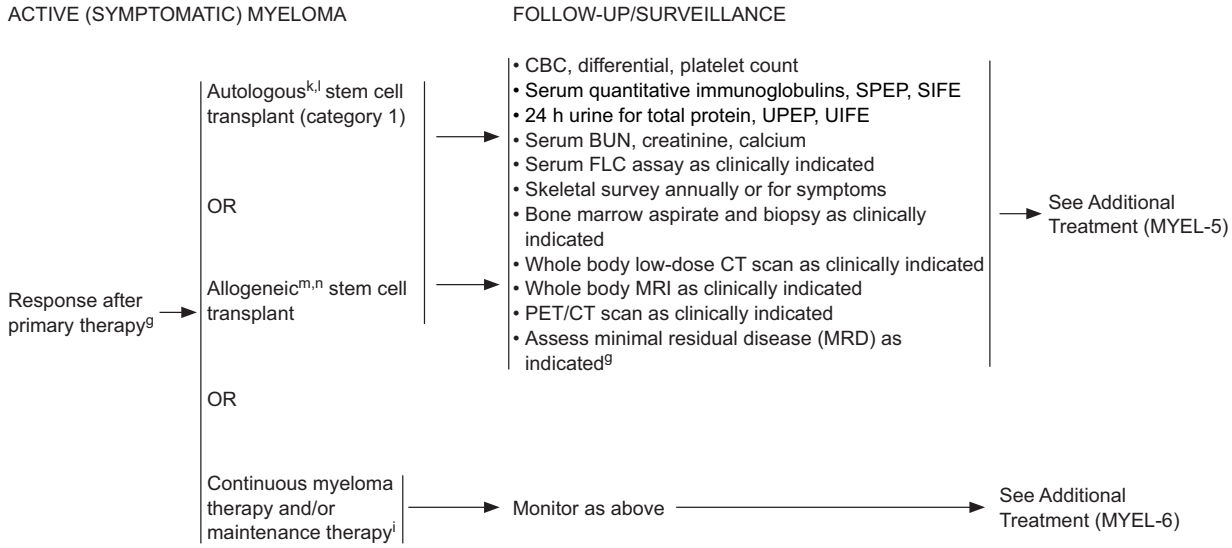 ACTIVE (SYMPTOMATIC) MYELOMA
FOLLOW-UP/SURVEILLANCE
Response after
primary therapyg
Autologousk,l stem cell
transplant (category 1)
OR
Allogeneicm,n stem cell
transplant
OR
Continuous myeloma
therapy and/or
maintenance therapyi
• CBC, differential, platelet count
• Serum quantitative immunoglobulins, SPEP, SIFE
• 24 h urine for total protein, UPEP, UIFE
• Serum BUN, creatinine, calcium
• Serum FLC assay as clinically indicated
• Skeletal survey annually or for symptoms
• Bone marrow aspirate and biopsy as clinically
indicated
• Whole body low-dose CT scan as clinically indicated
• Whole body MRI as clinically indicated
• PET/CT scan as clinically indicated
• Assess minimal residual disease (MRD) as
indicatedg
See Additional
Treatment (MYEL-5)
Monitor as above
See Additional
Treatment (MYEL-6)